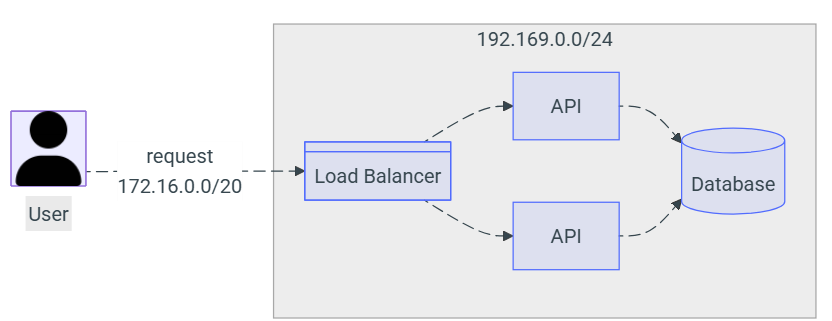 192.169.0.0/24
request
172.16.0.0/20
User
Load Balancer
API
API
Database